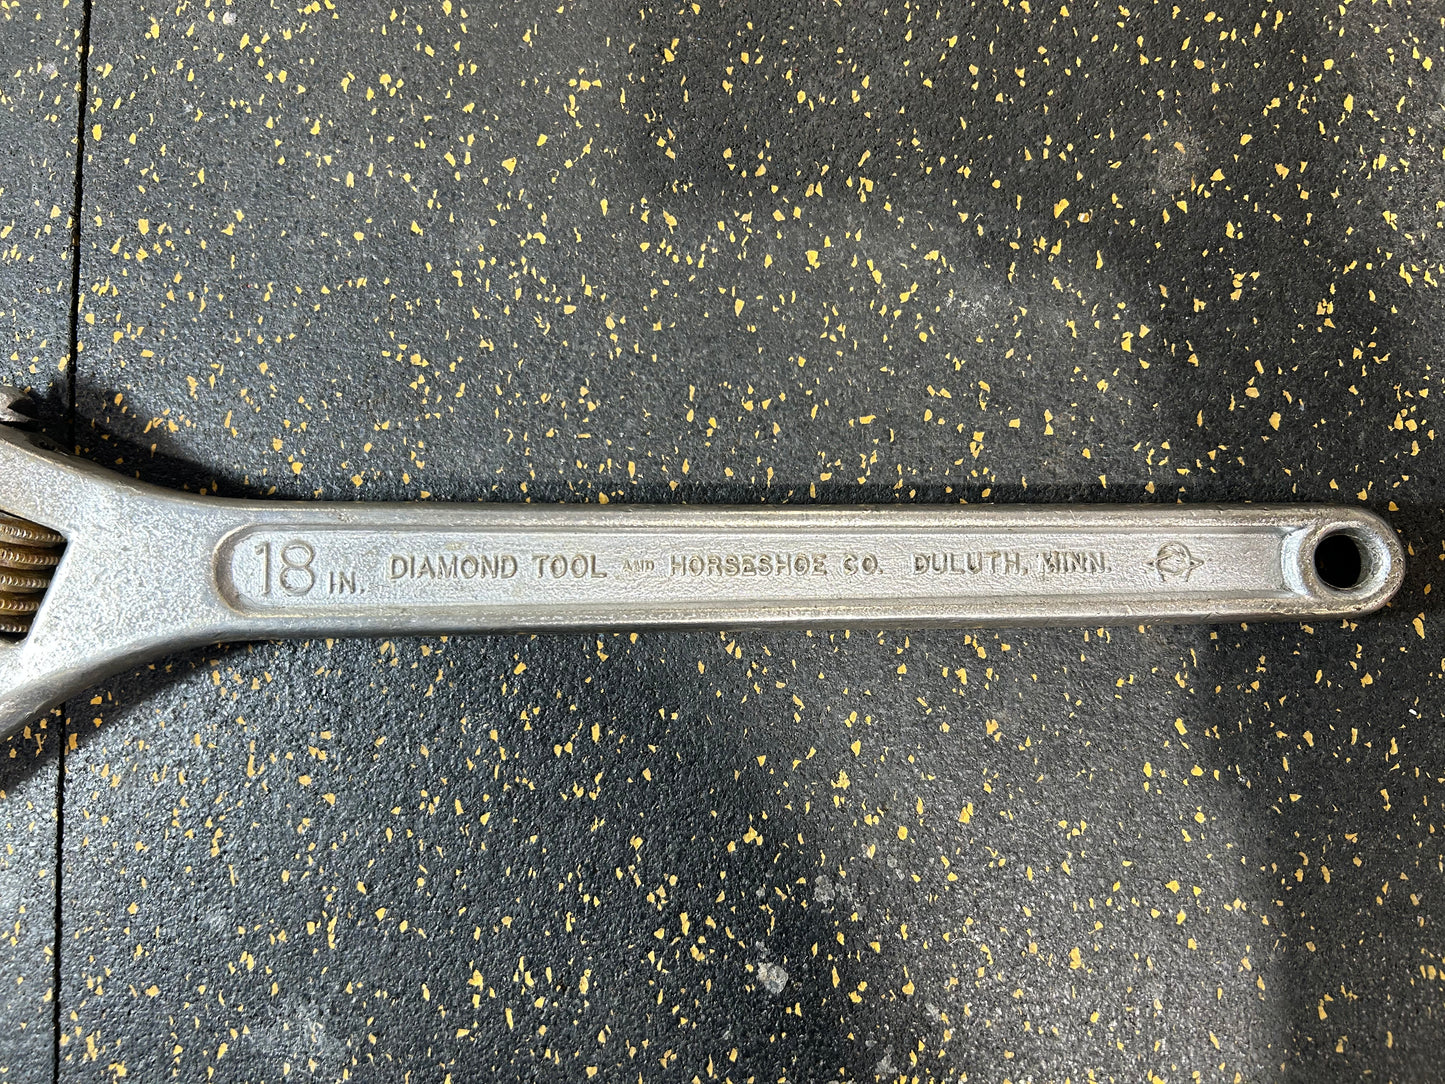 18 IN. DIAMOND TOOL AND HORSESHOE CO. DULUTH, MINN.